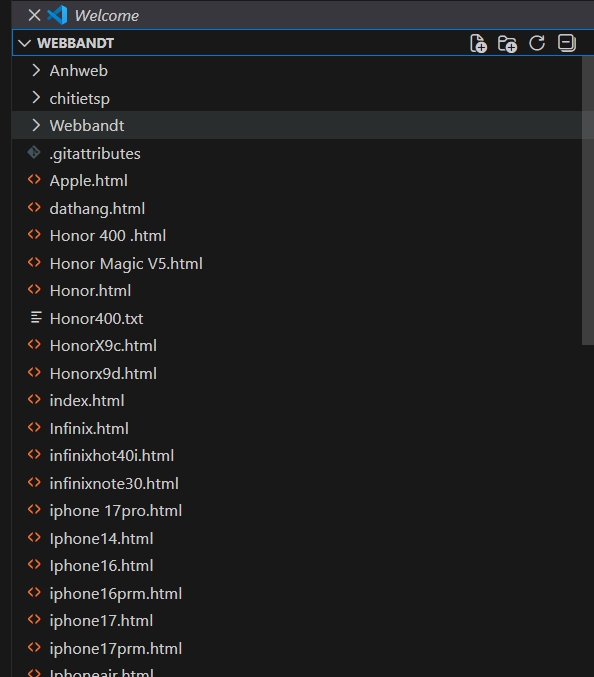 Welcome
WEBBANDT
Anhweb
chitietsp
Webbandt
.gitattributes
Apple.html
dathang.html
Honor 400 .html
Honor Magic V5.html
Honor.html
Honor400.txt
HonorX9c.html
Honorx9d.html
index.html
Infinix.html
infinixhot40i.html
infinixnote30.html
iphone 17pro.html
Iphone14.html
Iphone16.html
iphone16prm.html
iphone17.html
iphone17prm.html
Iphoneair.html